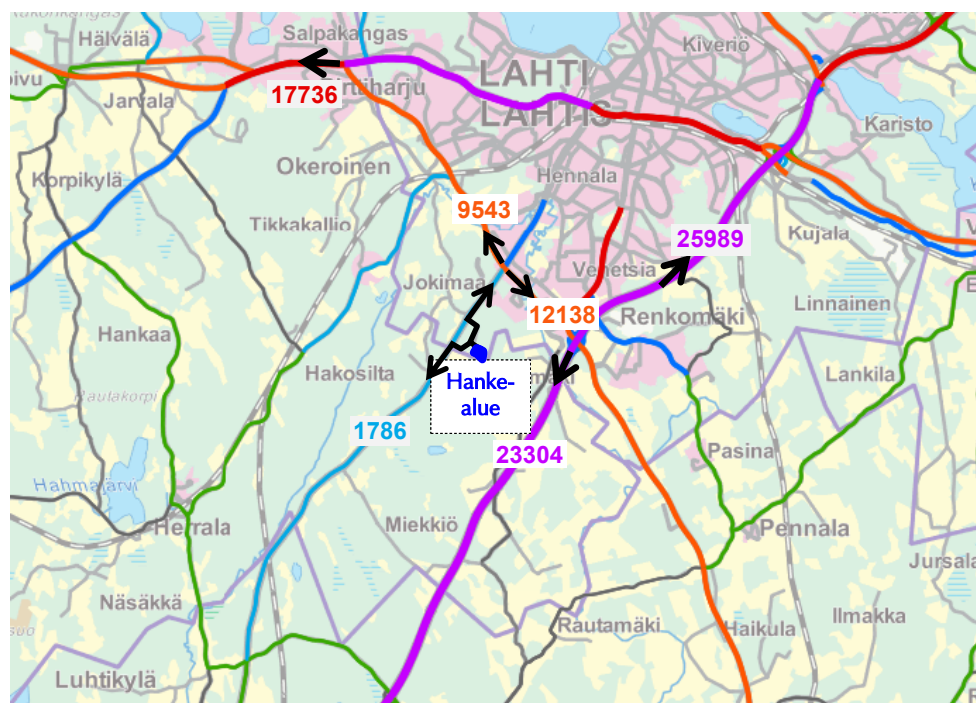 Hälvälä
Salpakangas
Kiveriö
LAHTI
LAHTIS
17736
Jarvala
Karisto
Okeroinen
Hennala
Korpikylä
9543
Tikkakallio
25989
Kujala
Jokimaa
Venetsia
Linnainen
12138
Renkomäki
Hankaa
Hakosilta
Hanke-
alue
Lankila
Rautakorpi
1786
23304
Pasina
Hahmajärvi
Herrala
Miekkiö
Pennala
Jursala
Näsäkkä
Ilmakka
Rautamäki
Haikula
Luhtikylä